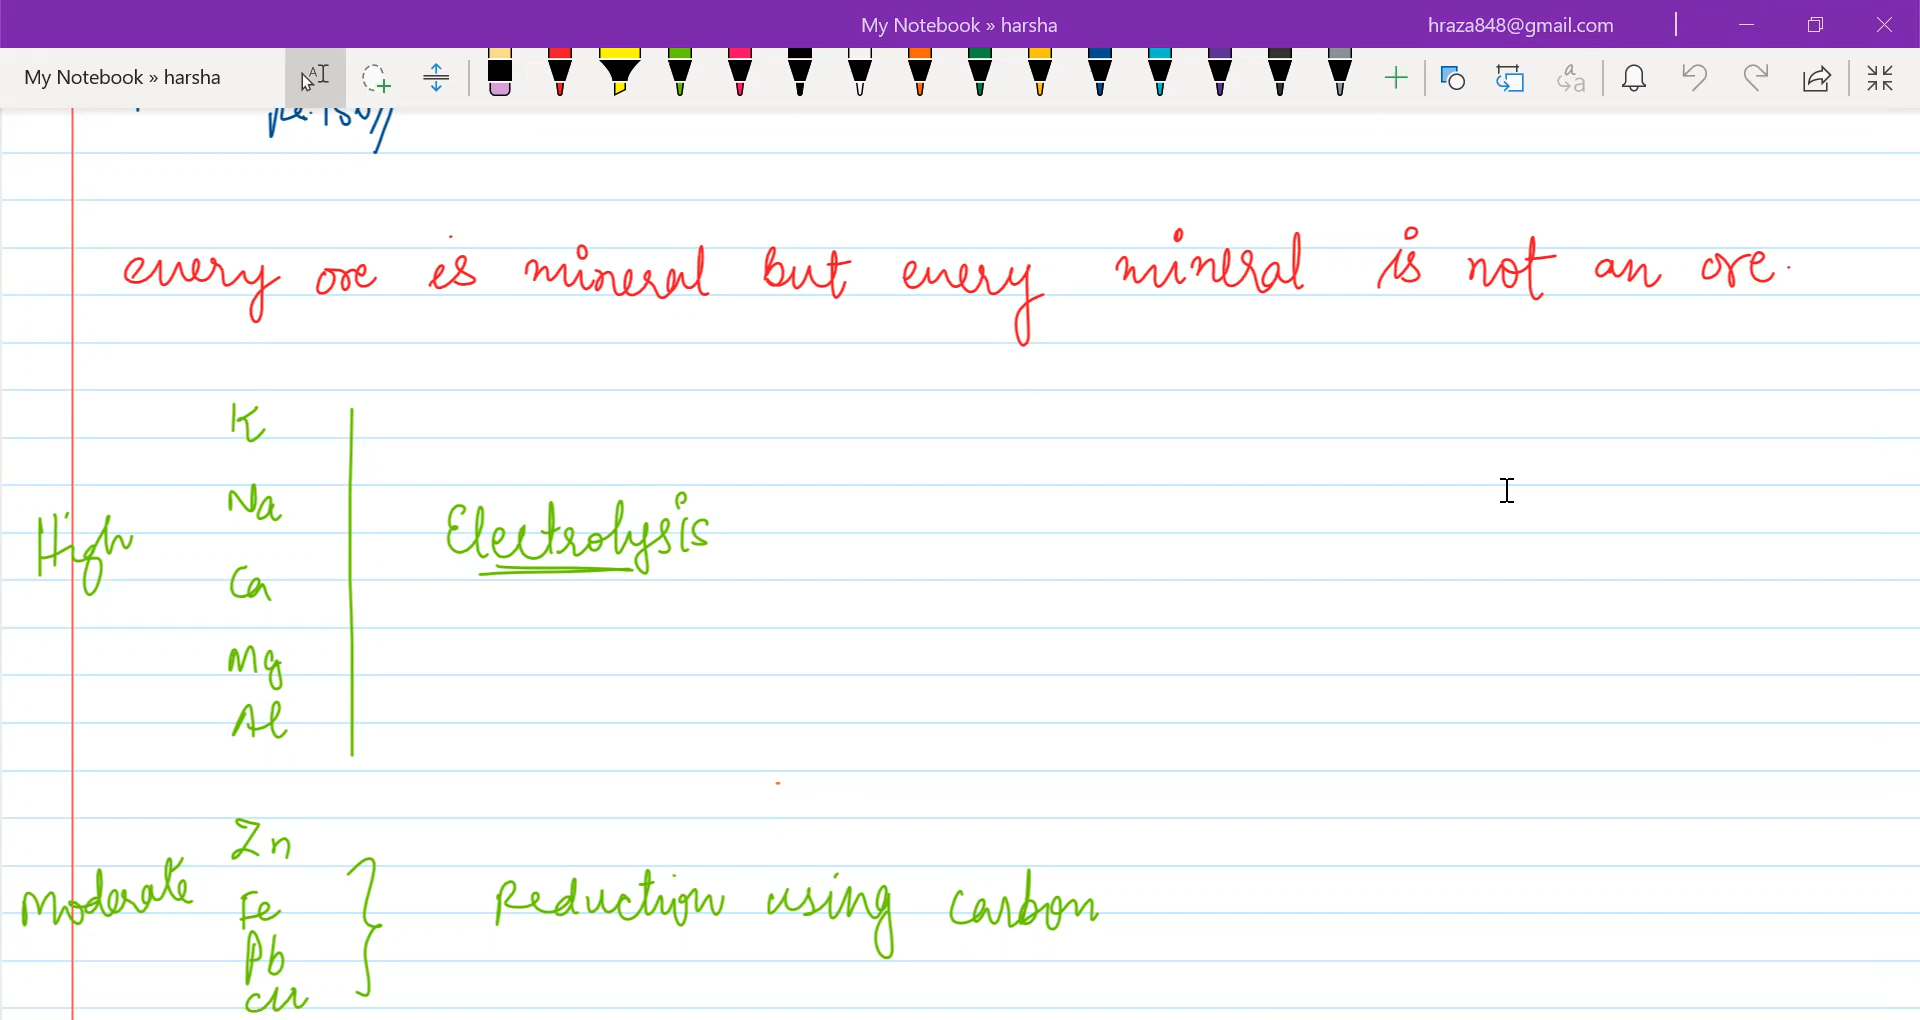 My Notebook » harsha
hraza848@gmail.com
My Notebook » harsha
every ore is mineral but every mineral is not an ore.
K
Na
High
Electrolysis
Ca
Mg
Al
Zn
Moderate
Fe
Reduction using carbon
Pb
Cu